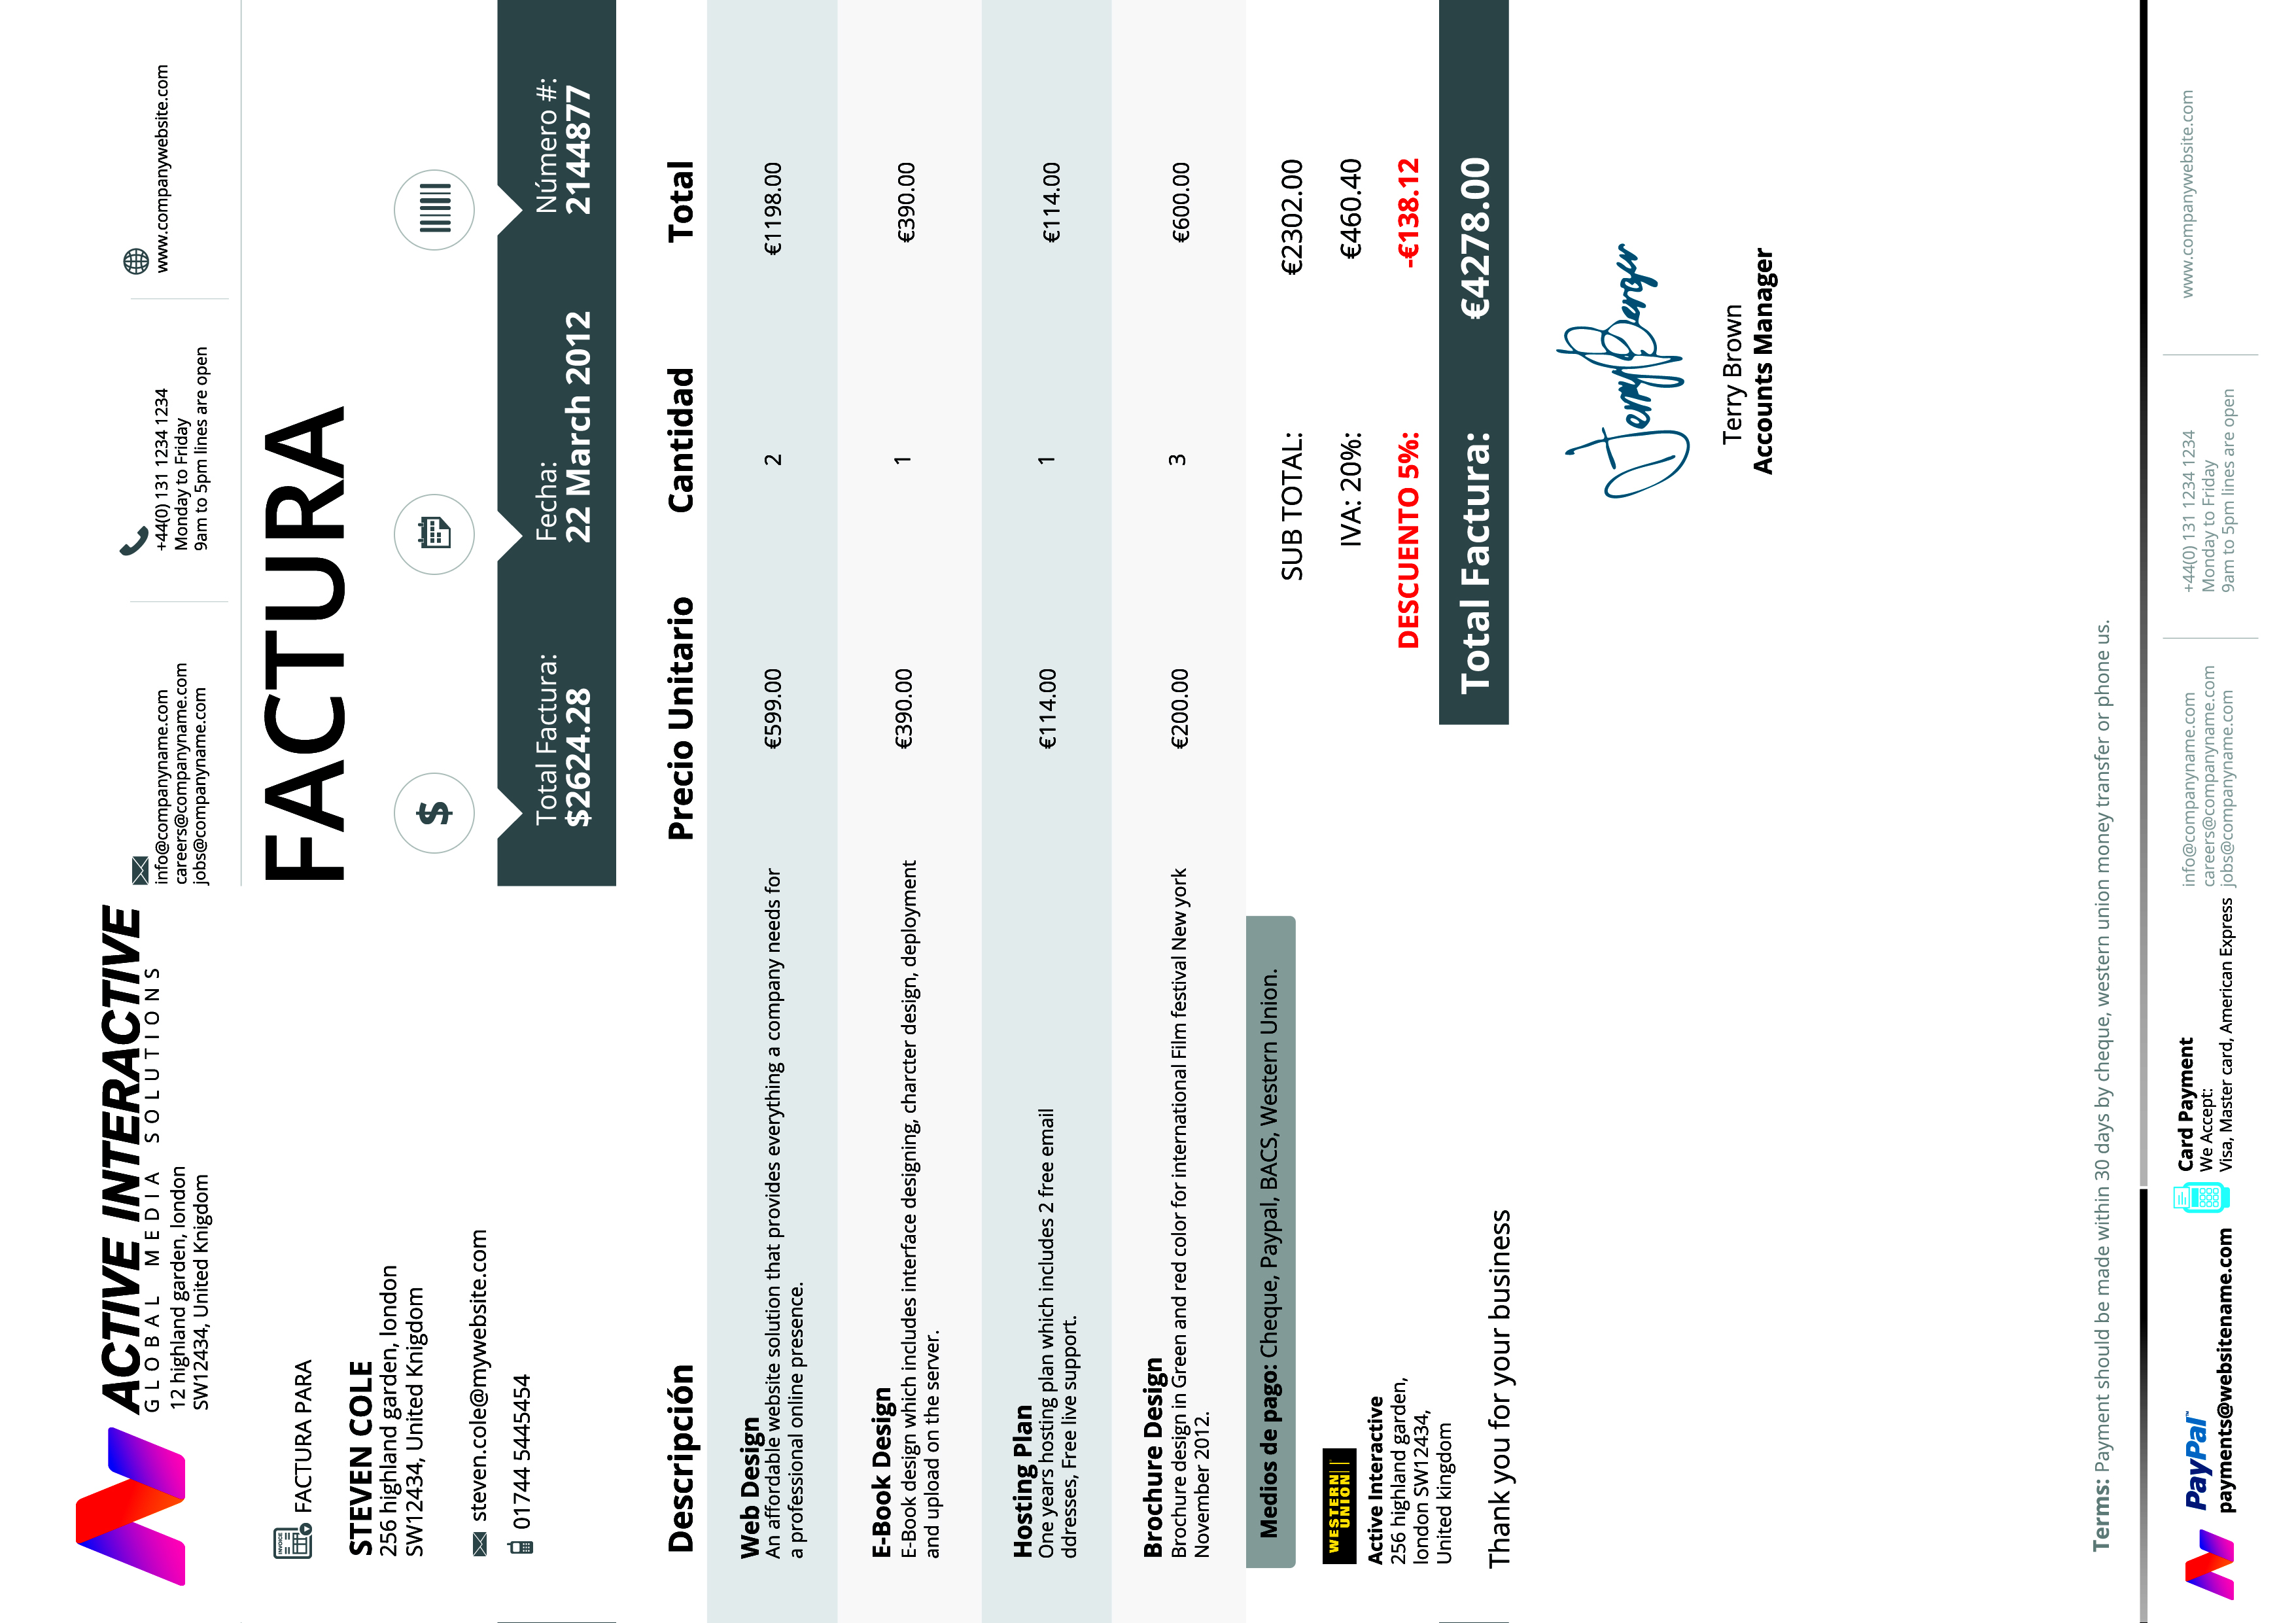 ACTIVE INTERACTIVE
GLOBAL MEDIA SOLUTIONS
12 highland garden, london
SW12434, United Knigdom
info@companyname.com
careers@companyname.com
jobs@companyname.com
+44(0) 131 1234 1234
Monday to Friday
9am to 5pm lines are open
www.companywebsite.com
INVOICE
FACTURA PARA
STEVEN COLE
256 highland garden, london
SW12434, United Knigdom
steven.cole@mywebsite.com
01744 5445454
FACTURA
$
Total Factura:
$2624.28
Fecha:
22 March 2012
Número #:
2144877
Descripción Precio Unitario Cantidad Total
Web Design
An affordable website solution that provides everything a company needs for
a professional online presence.
€599.00 2 €1198.00
E-Book Design
E-Book design which includes interface designing, charcter design, deployment
and upload on the server.
€390.00 1 €390.00
Hosting Plan
One years hosting plan which includes 2 free email
ddresses, Free live support.
€114.00 1 €114.00
Brochure Design
Brochure design in Green and red color for international Film festival New york
November 2012.
€200.00 3 €600.00
Medios de pago: Cheque, Paypal, BACS, Western Union.
WESTERN
UNION
Active Interactive
256 highland garden,
london SW12434,
United kingdom
Thank you for your business
SUB TOTAL: €2302.00
IVA: 20%: €460.40
DESCUENTO 5%: -€138.12
Total Factura: €4278.00
Terry Brown
Accounts Manager
Terms: Payment should be made within 30 days by cheque, western union money transfer or phone us.
PayPal™
payments@websitename.com
Card Payment
We Accept:
Visa, Master card, American Express
info@companyname.com
careers@companyname.com
jobs@companyname.com
+44(0) 131 1234 1234
Monday to Friday
9am to 5pm lines are open
www.companywebsite.com